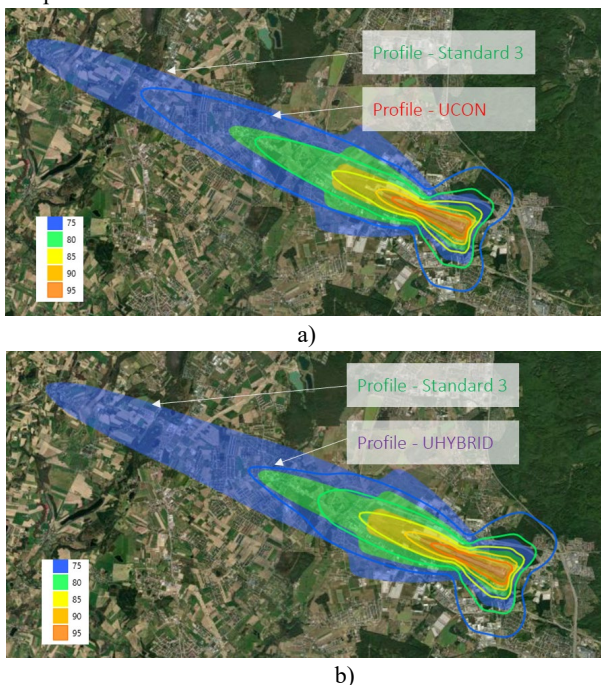 Profile - Standard 3
Profile - UCON
75
80
85
90
95
a)
Profile - Standard 3
Profile - UHYBRID
75
80
85
90
95
b)